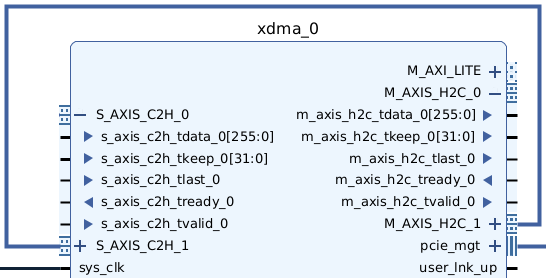 xdma_0
M_AXI_LITE
M_AXIS_H2C_0
S_AXIS_C2H_0
m_axis_h2c_tdata_0[255:0]
s_axis_c2h_tdata_0[255:0]
m_axis_h2c_tkeep_0[31:0]
s_axis_c2h_tkeep_0[31:0]
m_axis_h2c_tlast_0
s_axis_c2h_tlast_0
m_axis_h2c_tready_0
s_axis_c2h_tready_0
m_axis_h2c_tvalid_0
s_axis_c2h_tvalid_0
M_AXIS_H2C_1
S_AXIS_C2H_1
pcie_mgt
sys_clk
user_lnk_up